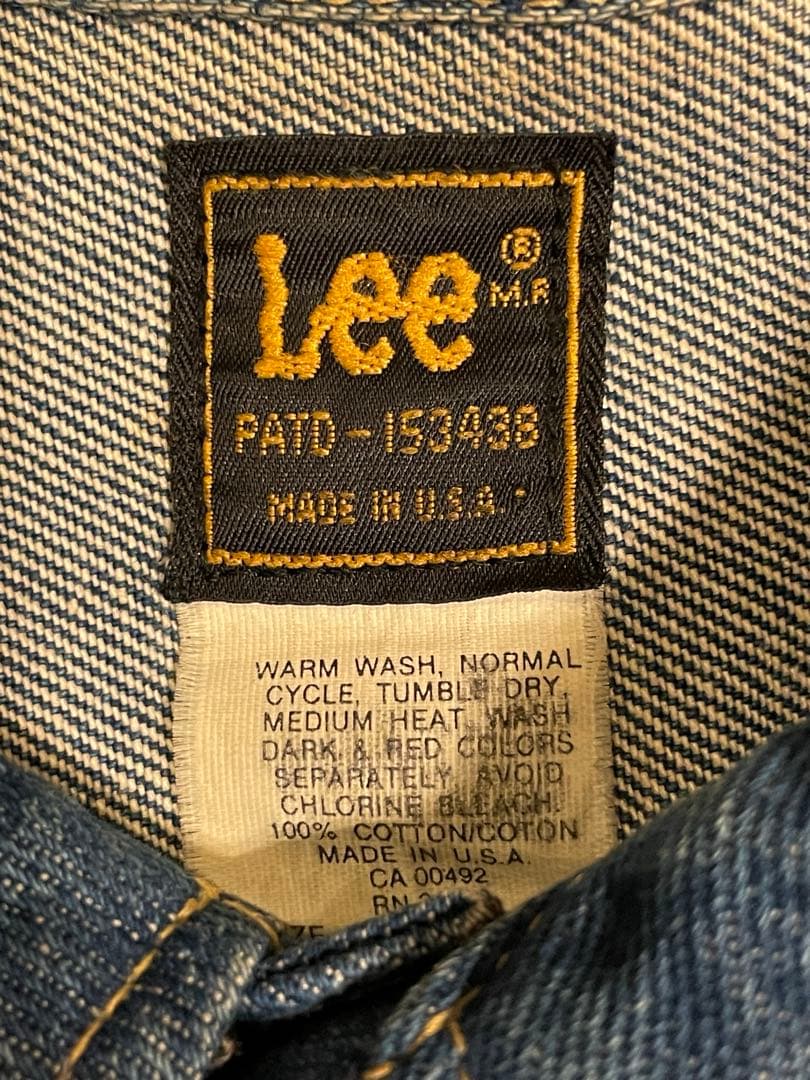 Lee ®
M.R
PATD-153438
MADE IN U.S.A.
WARM WASH, NORMAL
CYCLE, TUMBLE DRY,
MEDIUM HEAT, WASH
DARK & RED COLORS
SEPARATELY, AVOID
CHLORINE BLEACH.
100% COTTON/COTON
MADE IN U.S.A.
CA 00492
RN